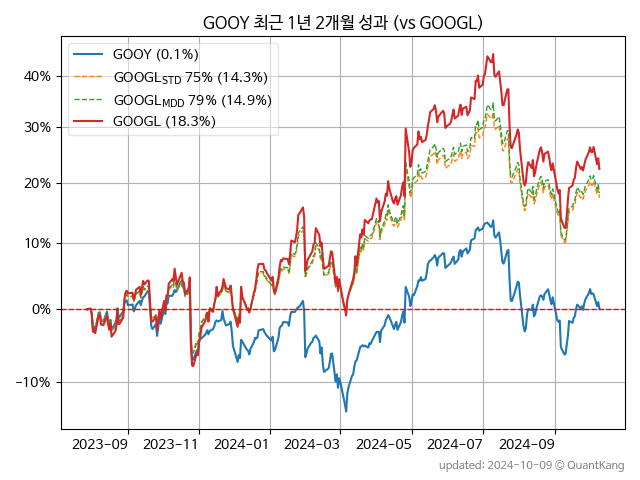 GOOY 최근 1년 2개월 성과 (vs GOOGL)
GOOY (0.1%)
GOOGLSTD 75% (14.3%)
GOOGLMDD 79% (14.9%)
GOOGL (18.3%)
40%
30%
20%
10%
0%
−10%
2023−09 2023−11 2024−01 2024−03 2024−05 2024−07 2024−09
updated: 2024-10-09 ⓒ QuantKang